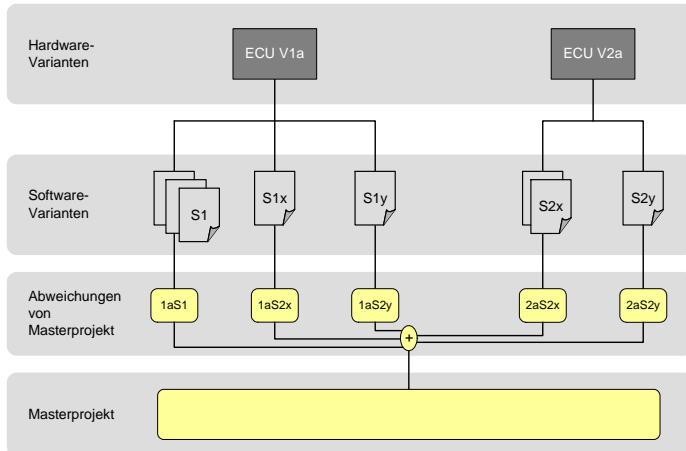 Hardware-
Varianten
ECU V1a
ECU V2a
Software-
Varianten
S1
S1x
S1y
S2x
S2y
Abweichungen
von
Masterprojekt
1aS1
1aS2x
1aS2y
2aS2x
2aS2y
+
Masterprojekt